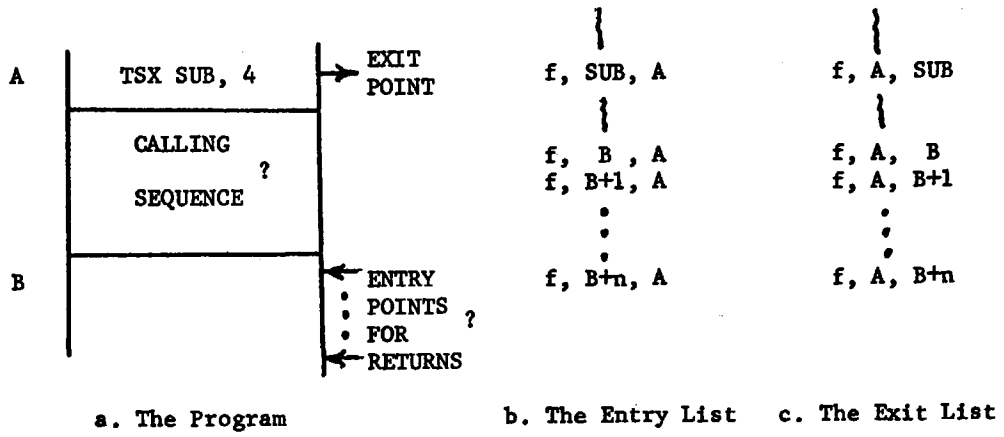 A
TSX SUB, 4
EXIT
POINT
CALLING
?
SEQUENCE
B
ENTRY
POINTS
?
FOR
RETURNS
a. The Program
f, SUB, A
f, B , A
f, B+1, A
f, B+n, A
b. The Entry List
f, A, SUB
f, A, B
f, A, B+1
f, A, B+n
c. The Exit List